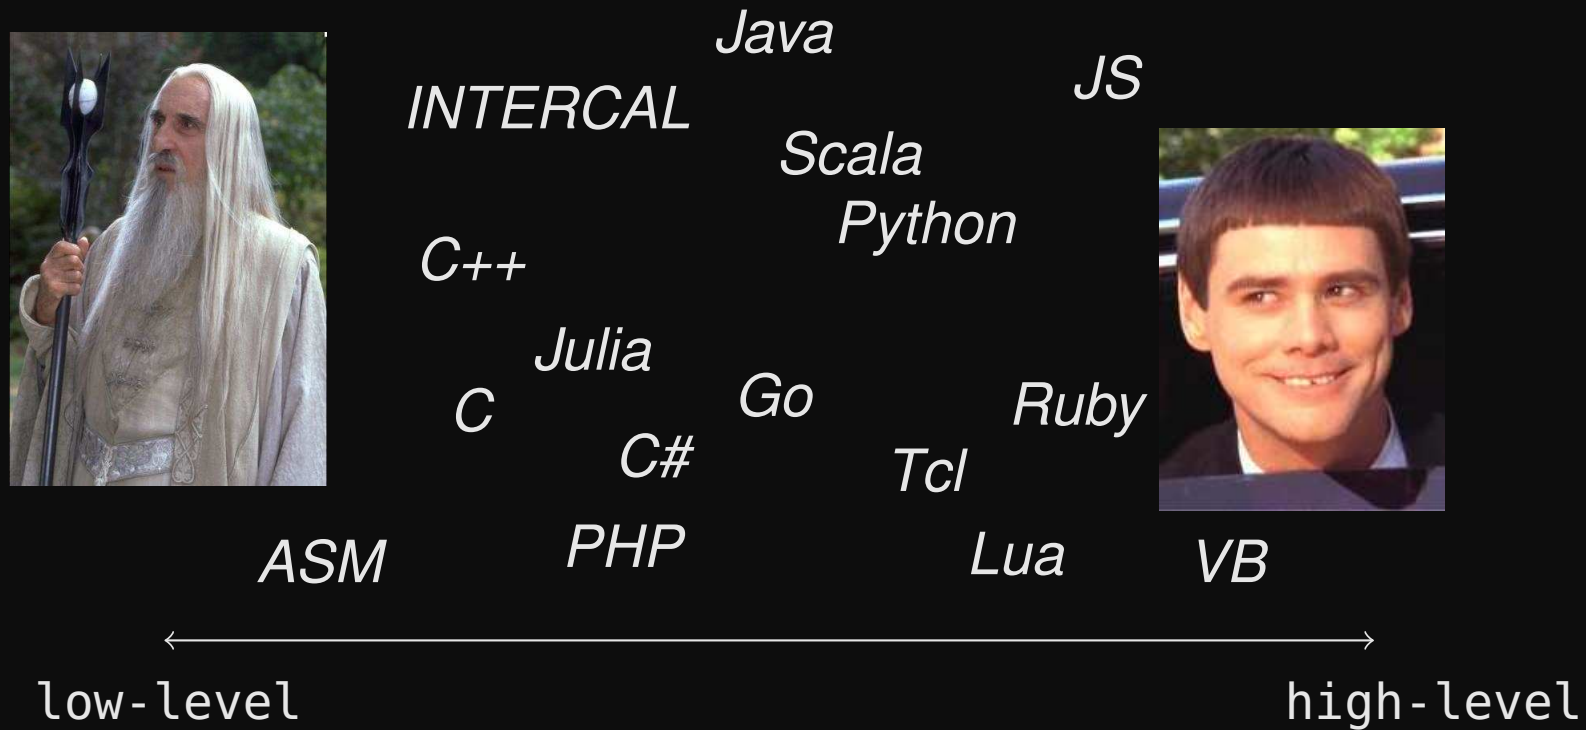 Java
JS
INTERCAL
Scala
Python
C++
Julia
C
Go
Ruby
C#
Tcl
ASM
PHP
Lua
VB
low-level
high-level